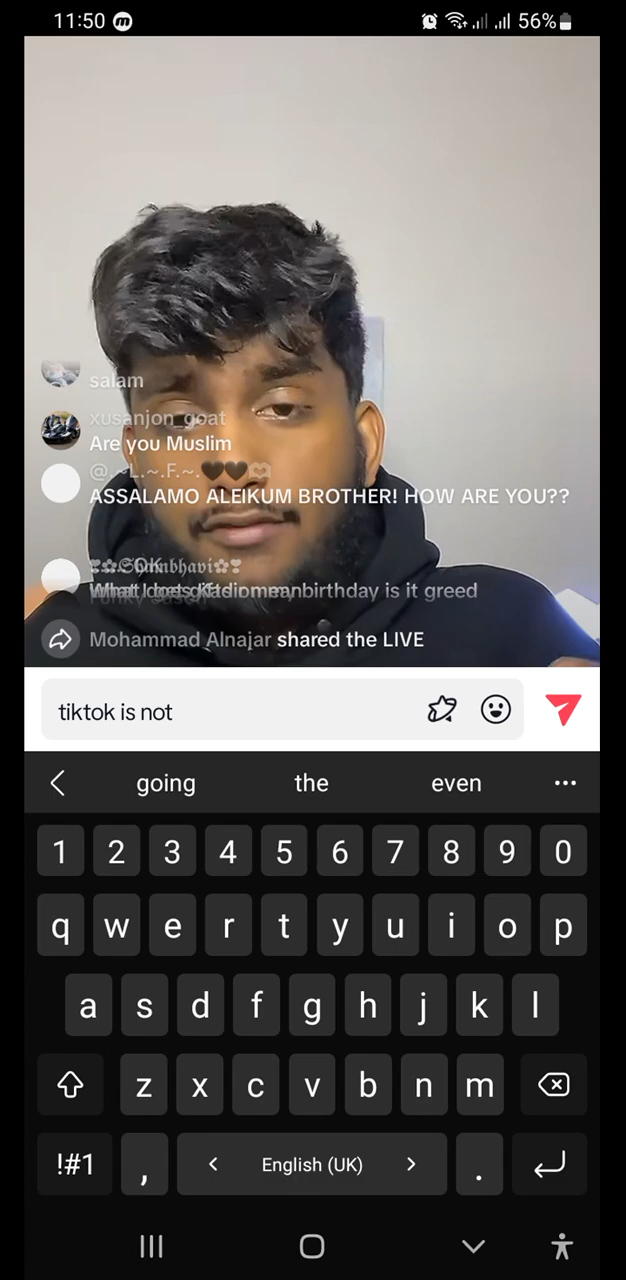 11:50
56%
salam
xusanjon_goat
Are you Muslim
@.~L.~.F.~.🖤🖤🫶
ASSALAMO ALEIKUM BROTHER! HOW ARE YOU??
birthday is it greed
Mohammad Alnajar shared the LIVE
tiktok is not
going the even
1 2 3 4 5 6 7 8 9 0
q w e r t y u i o p
a s d f g h j k l
z x c v b n m
!#1 , English (UK) .